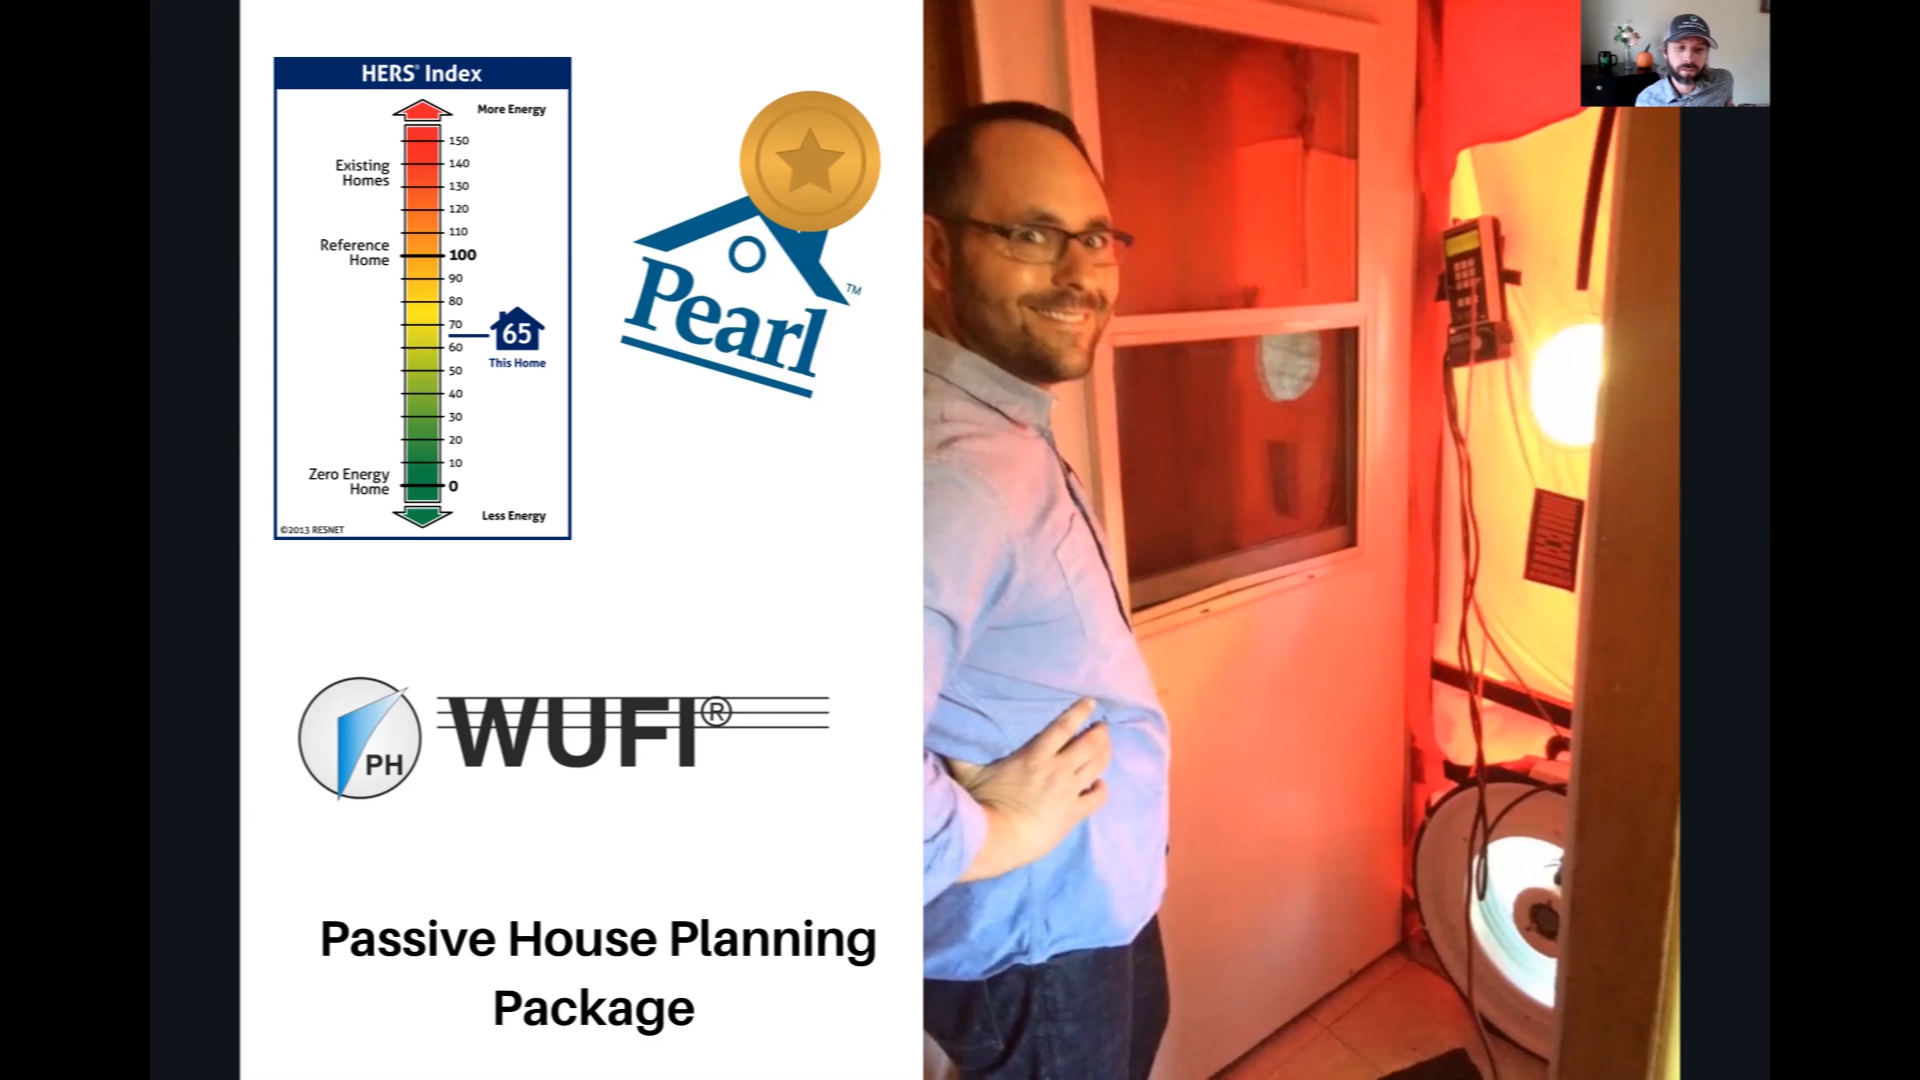 HERS® Index
More Energy
150
Existing
Homes
140
130
120
110
Reference
Home
100
90
80
70
65
This Home
60
50
40
30
20
10
Zero Energy
Home
0
Less Energy
©2013 RESNET
Pearl™
PH
WUFI®
Passive House Planning
Package